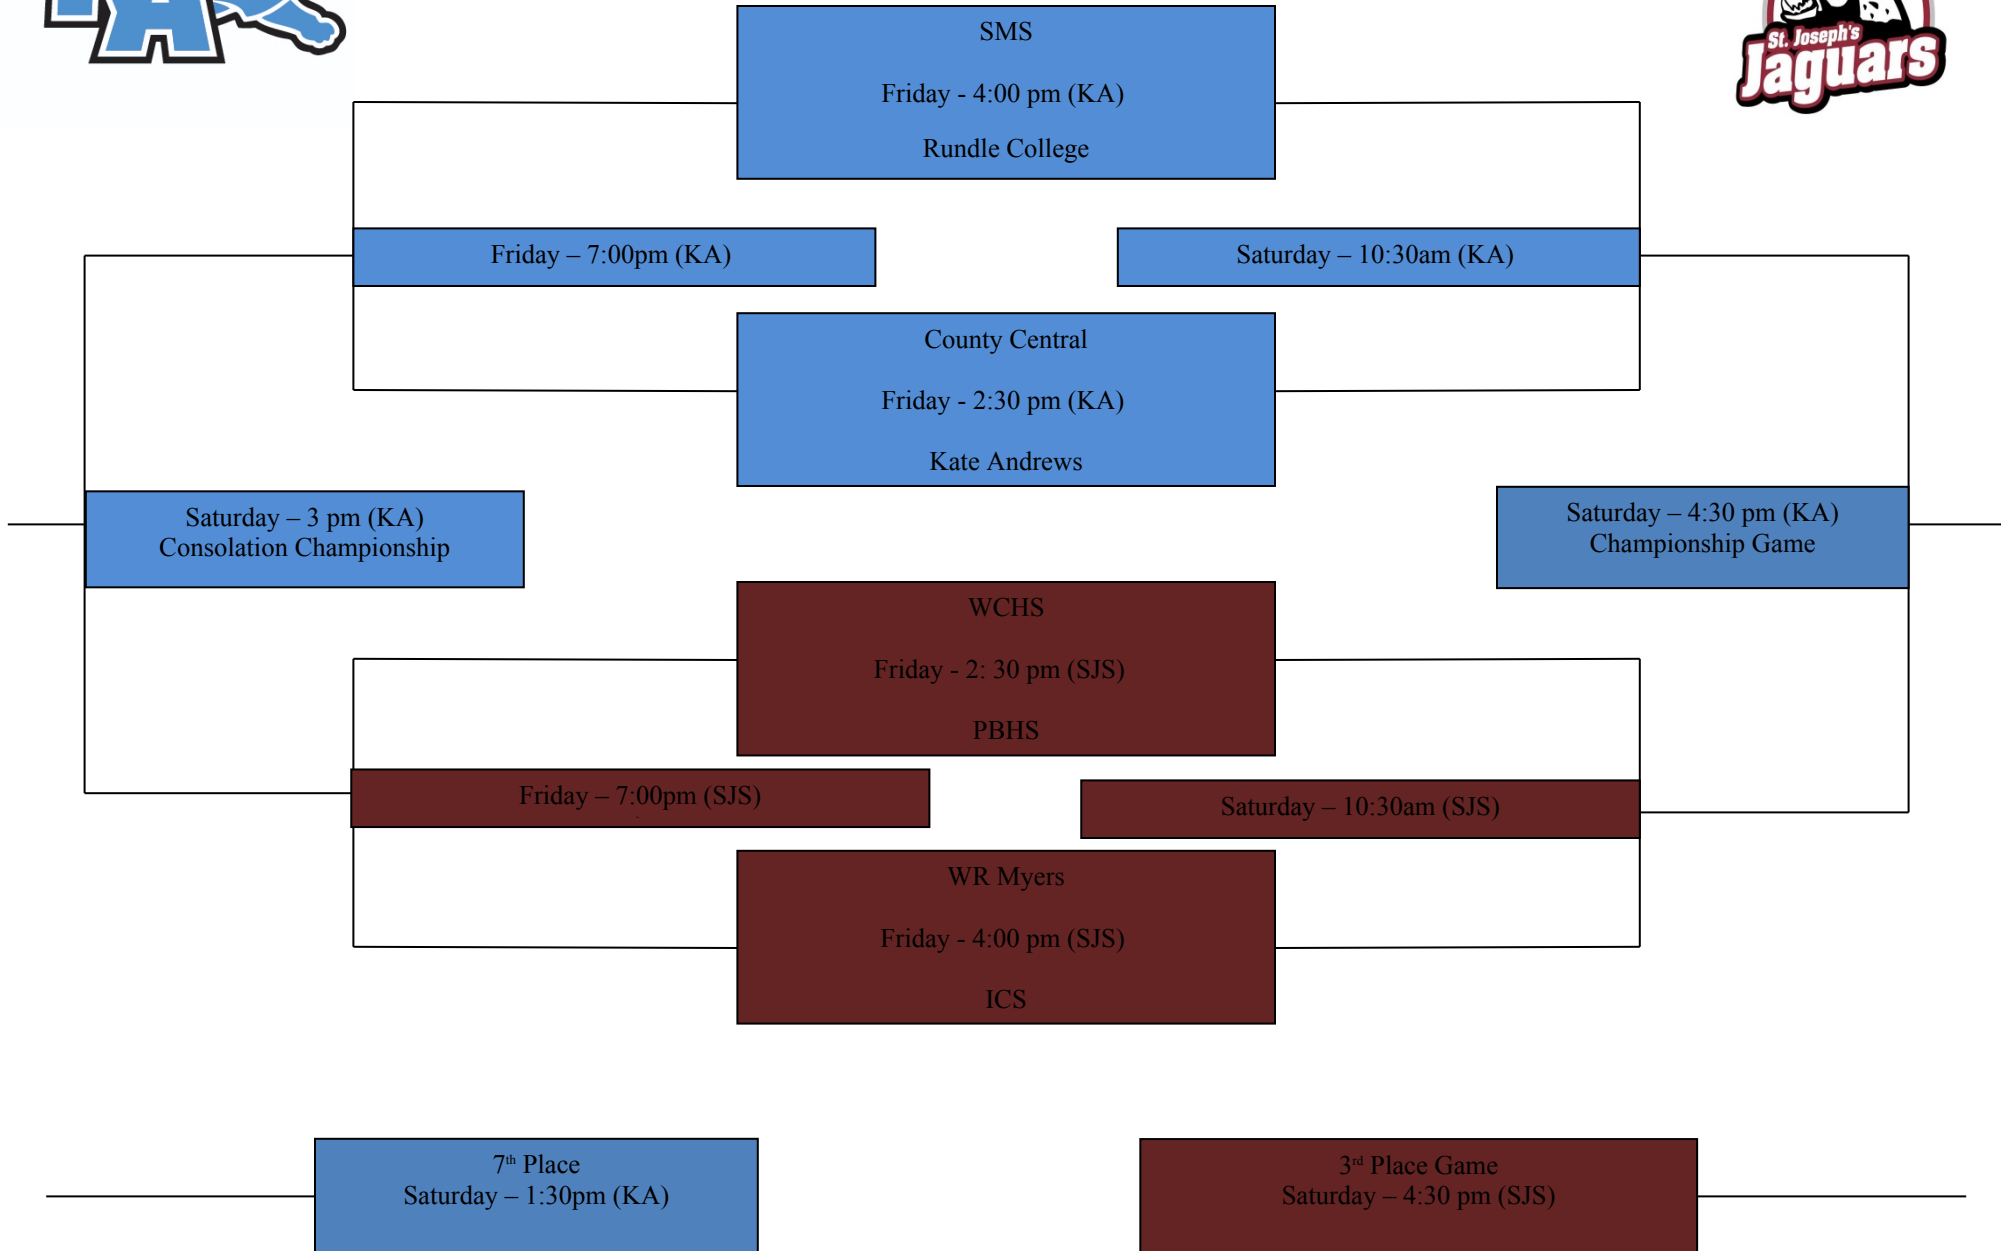 St. Joseph's
Jaguars
SMS
Friday - 4:00 pm (KA)
Rundle College
Friday – 7:00pm (KA)
Saturday – 10:30am (KA)
County Central
Friday - 2:30 pm (KA)
Kate Andrews
Saturday – 3 pm (KA)
Consolation Championship
Saturday – 4:30 pm (KA)
Championship Game
WCHS
Friday - 2: 30 pm (SJS)
PBHS
Friday – 7:00pm (SJS)
Saturday – 10:30am (SJS)
WR Myers
Friday - 4:00 pm (SJS)
ICS
7th Place
Saturday – 1:30pm (KA)
3rd Place Game
Saturday – 4:30 pm (SJS)